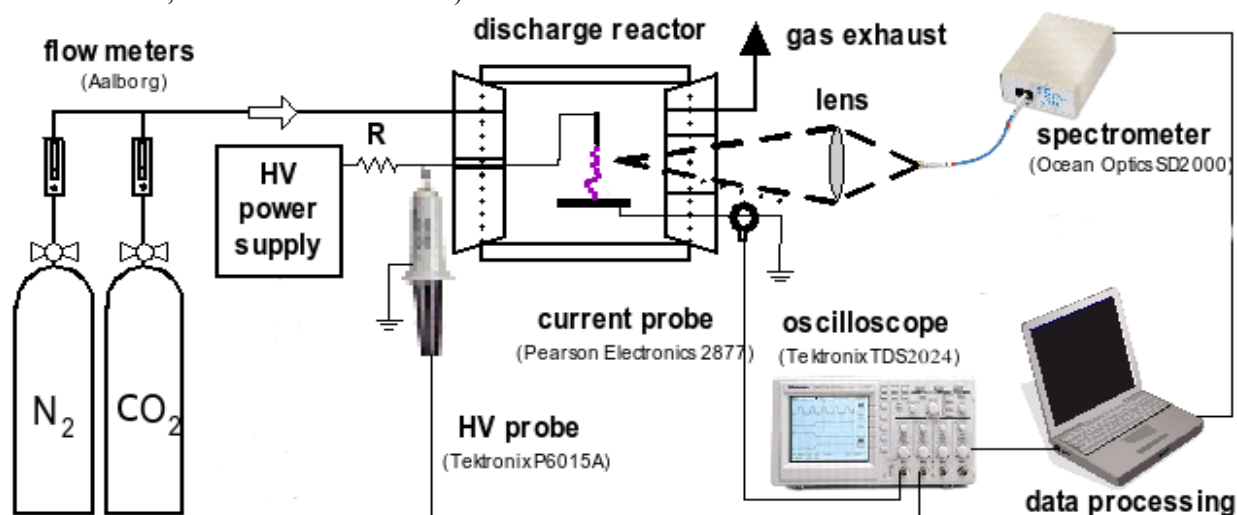 flow meters
(Aalborg)
discharge reactor
gas exhaust
lens
spectrometer
(Ocean Optics SD2000)
R
HV
power
supply
current probe
(Pearson Electronics 2877)
oscilloscope
(Tektronix TDS2024)
N2
CO2
HV probe
(Tektronix P6015A)
data processing